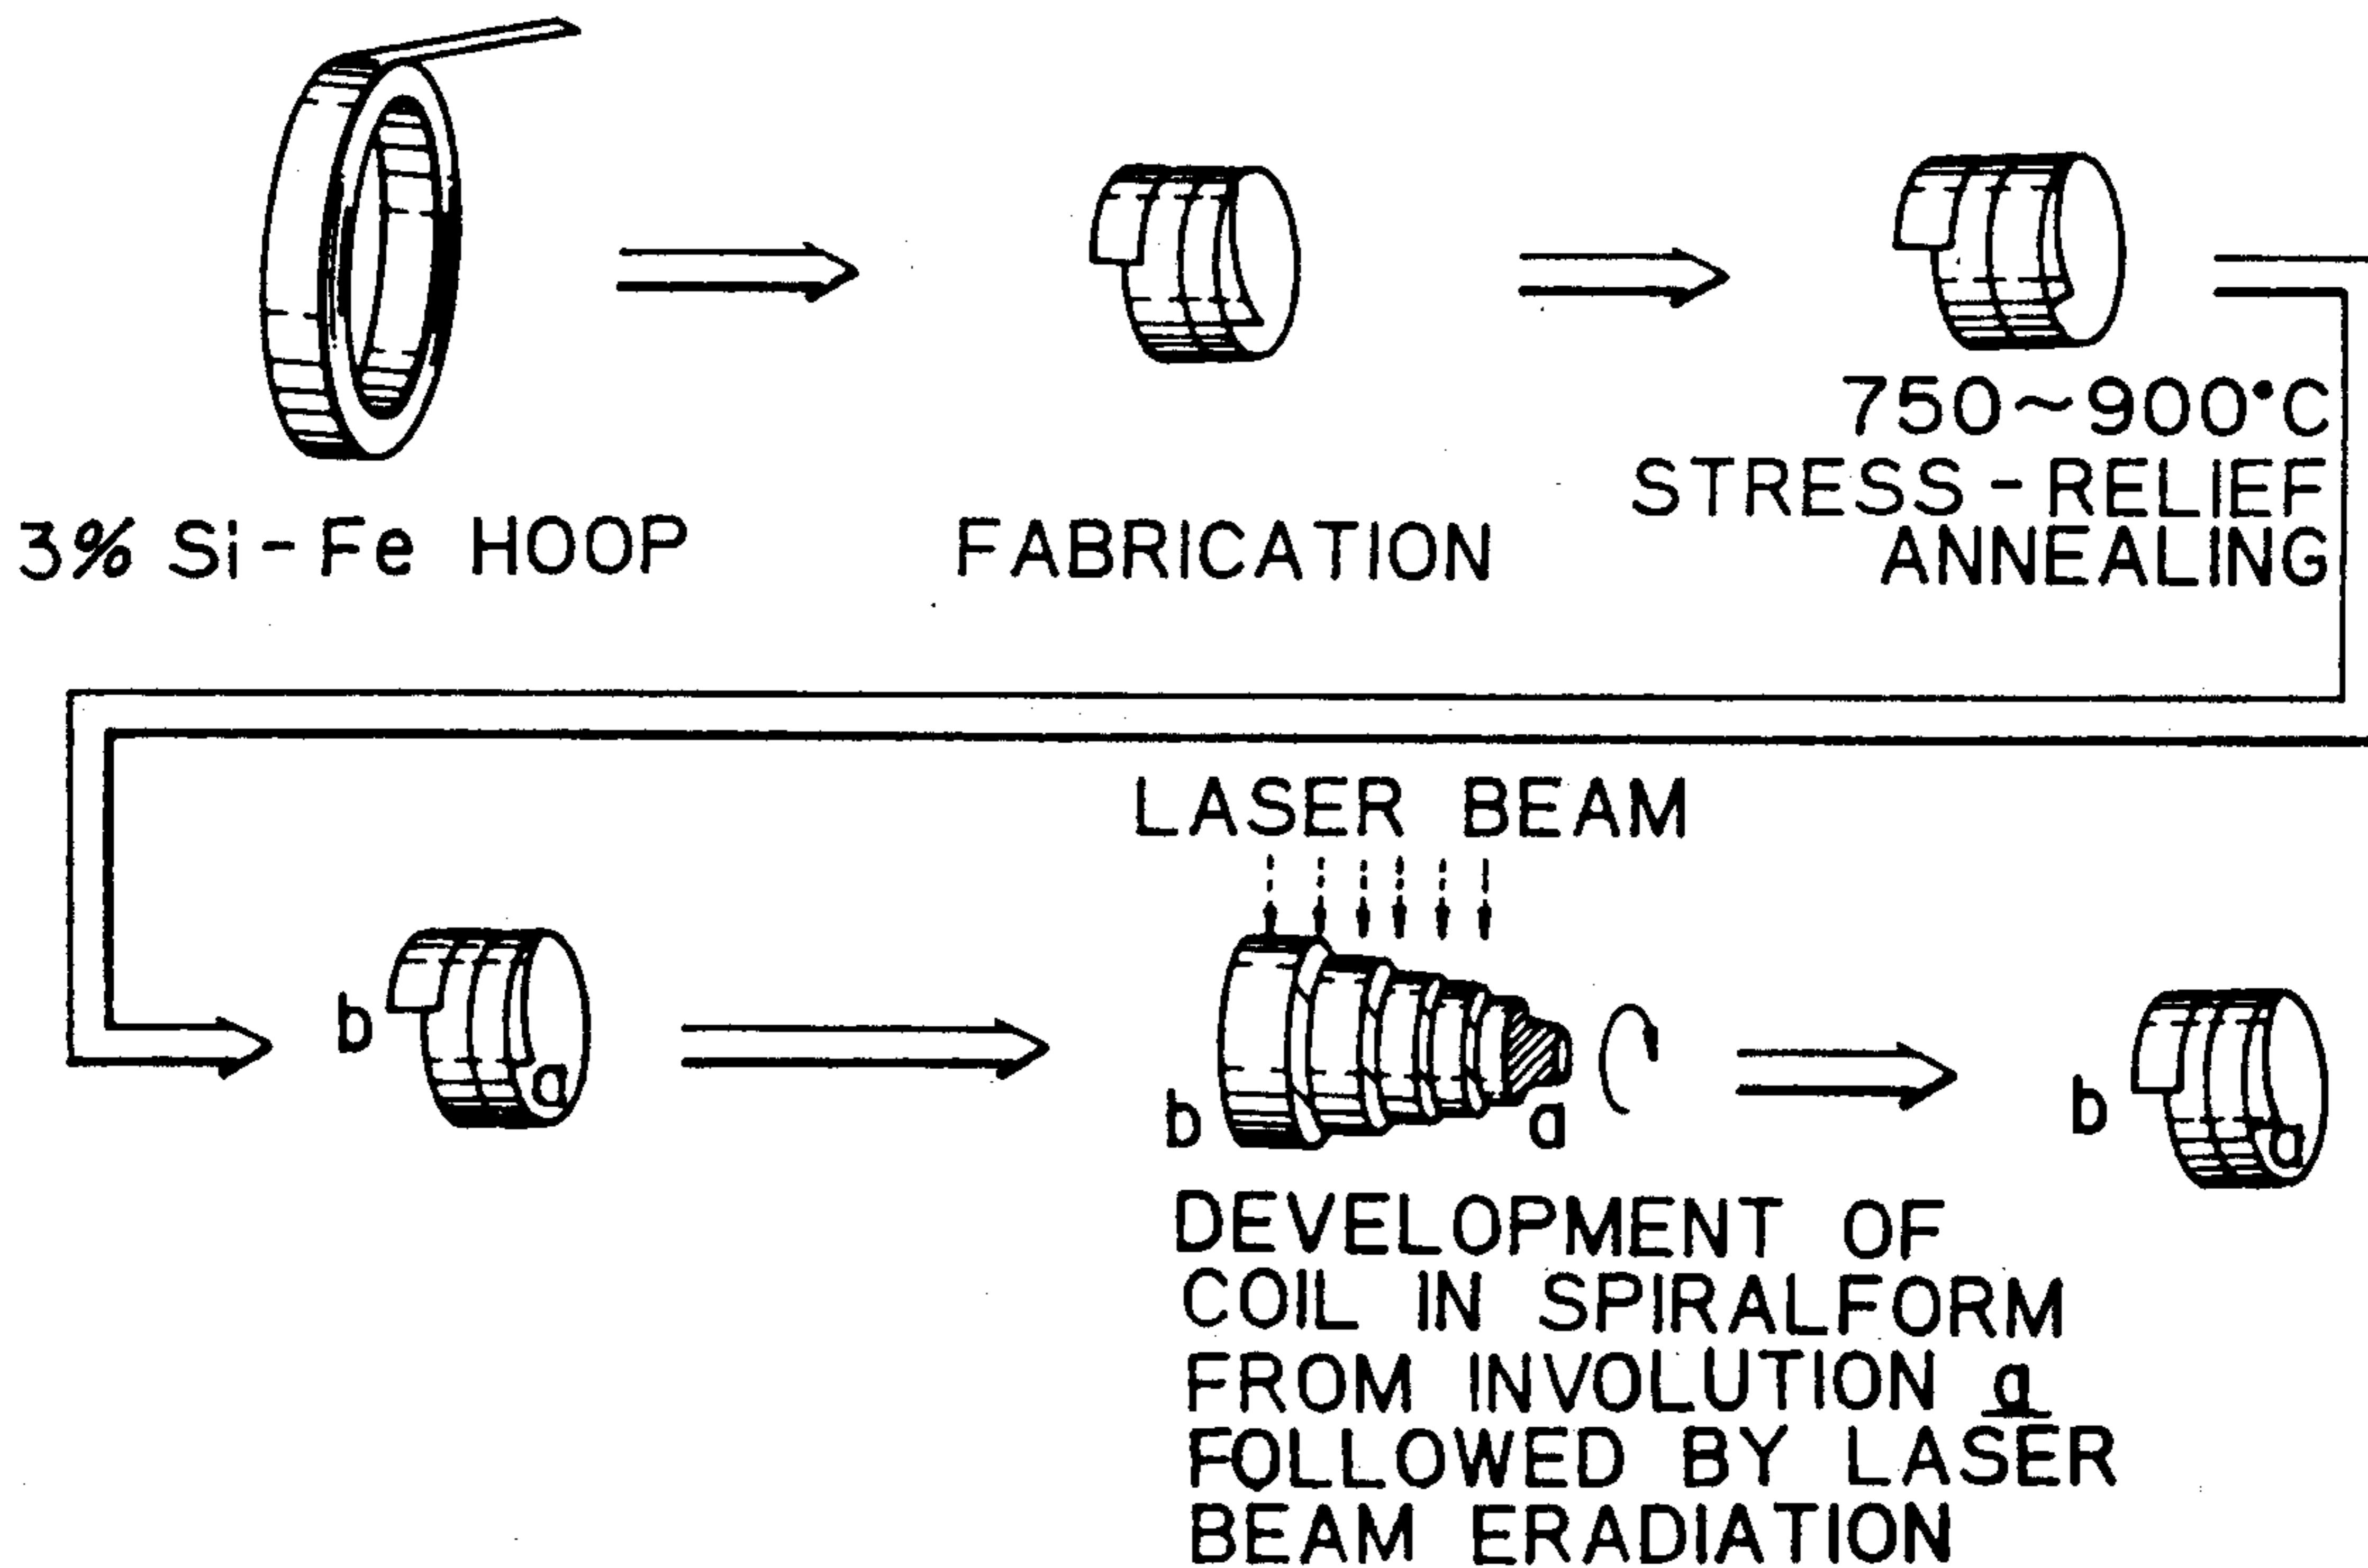 3% Si-Fe HOOP
FABRICATION
750~900°C
STRESS-RELIEF
ANNEALING
LASER BEAM
b
a
b
a
b
a
DEVELOPMENT OF
COIL IN SPIRALFORM
FROM INVOLUTION a
FOLLOWED BY LASER
BEAM ERADIATION